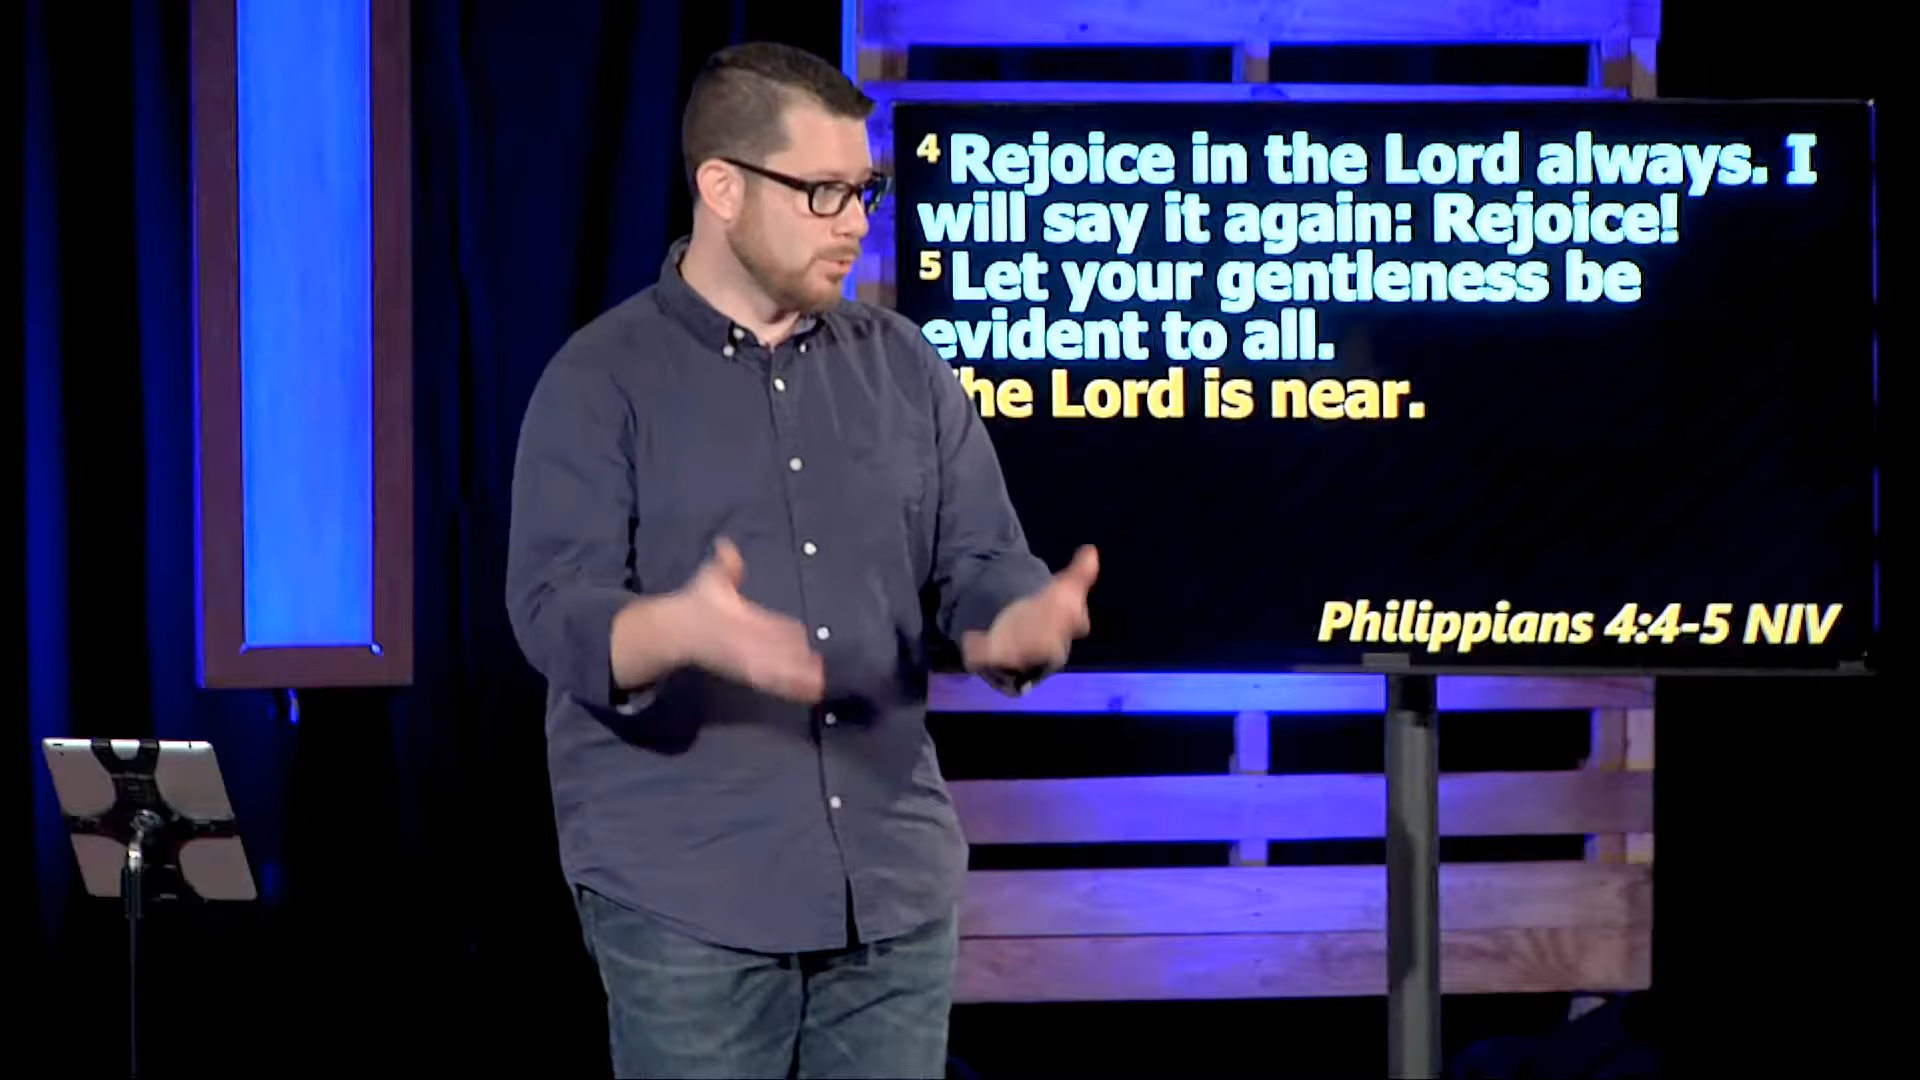 4 Rejoice in the Lord always. I
will say it again: Rejoice!
5 Let your gentleness be
evident to all.
he Lord is near.
Philippians 4:4-5 NIV